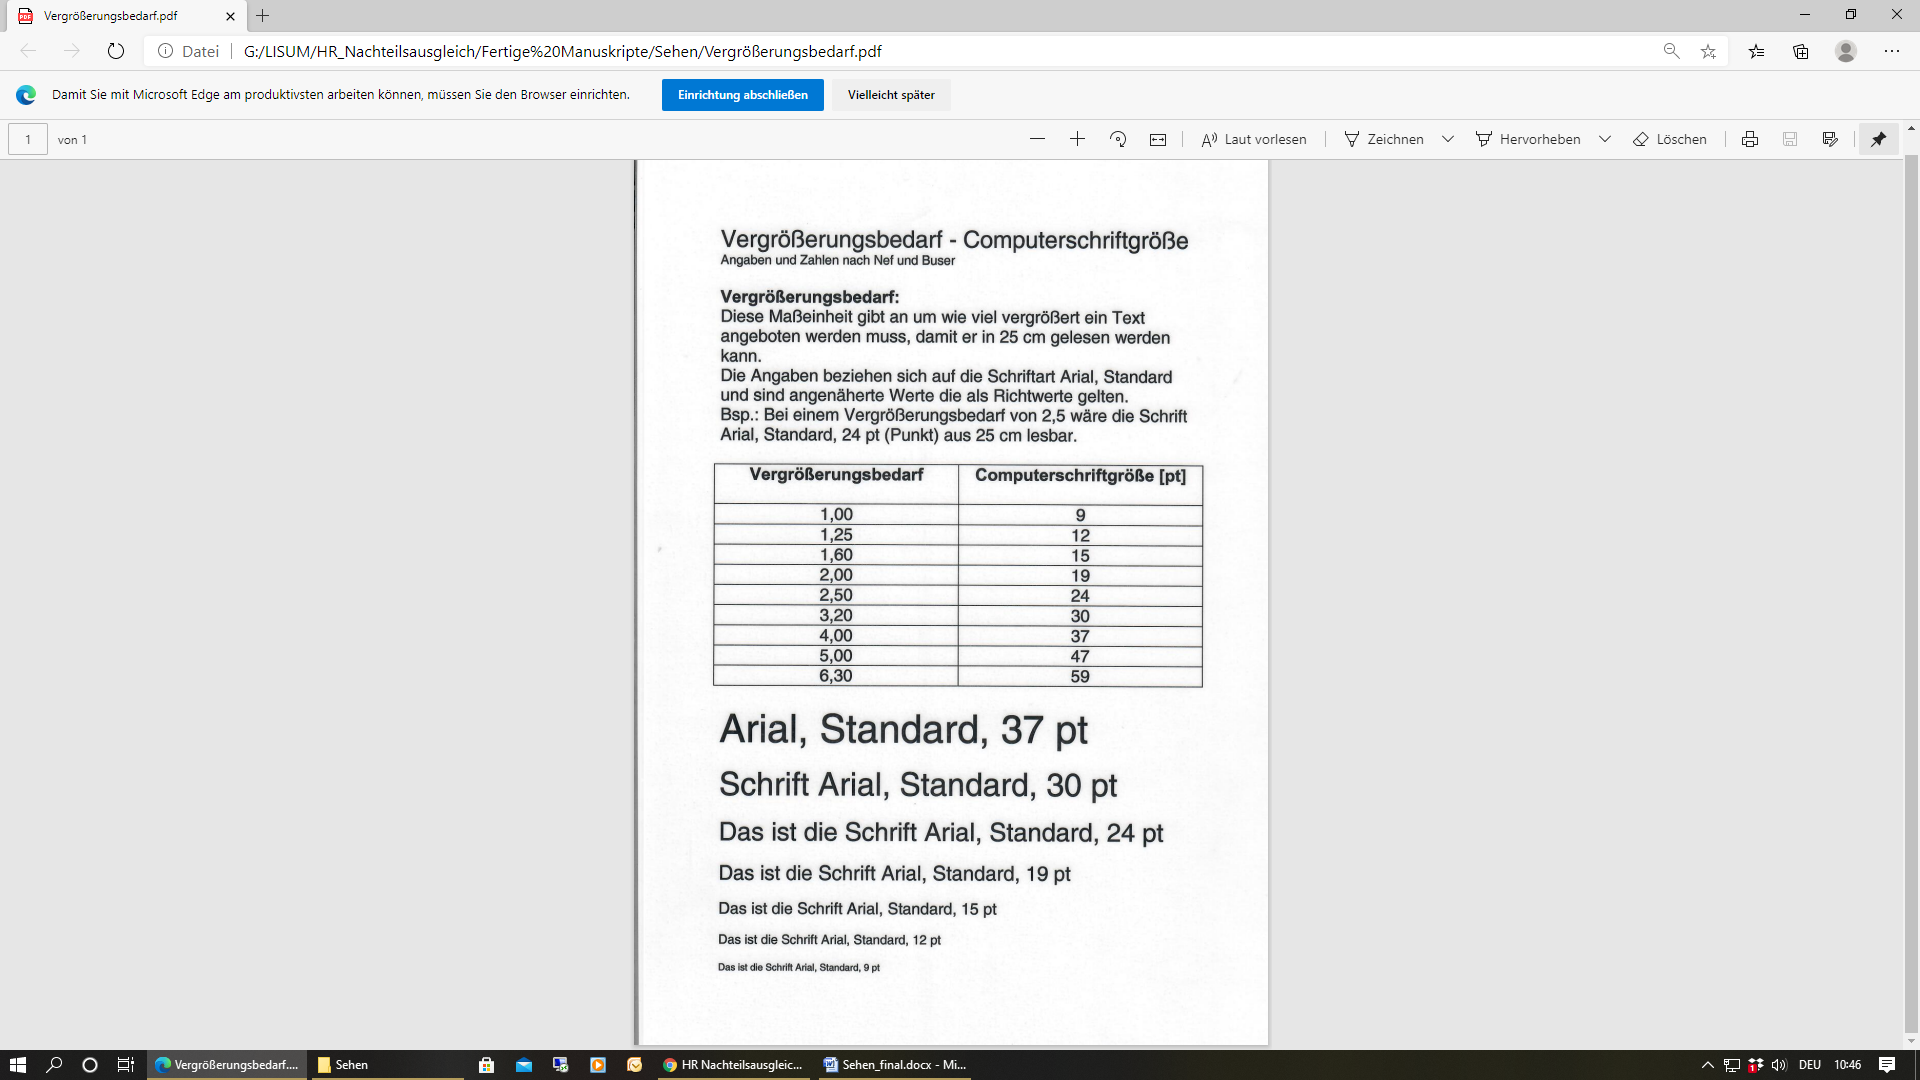 Vergrößerungsbedarf.pdf
Datei
G:/LISUM/HR_Nachteilsausgleich/Fertige%20Manuskripte/Sehen/Vergrößerungsbedarf.pdf
Damit Sie mit Microsoft Edge am produktivsten arbeiten können, müssen Sie den Browser einrichten.
Einrichtung abschließen
Vielleicht später
1 von 1
Laut vorlesen
Zeichnen
Hervorheben
Löschen
Vergrößerungsbedarf - Computerschriftgröße
Angaben und Zahlen nach Nef und Buser
Vergrößerungsbedarf:
Diese Maßeinheit gibt an um wie viel vergrößert ein Text
angeboten werden muss, damit er in 25 cm gelesen werden
kann.
Die Angaben beziehen sich auf die Schriftart Arial, Standard
und sind angenäherte Werte die als Richtwerte gelten.
Bsp.: Bei einem Vergrößerungsbedarf von 2,5 wäre die Schrift
Arial, Standard, 24 pt (Punkt) aus 25 cm lesbar.
Vergrößerungsbedarf Computerschriftgröße [pt]
1,00 9
1,25 12
1,60 15
2,00 19
2,50 24
3,20 30
4,00 37
5,00 47
6,30 59
Arial, Standard, 37 pt
Schrift Arial, Standard, 30 pt
Das ist die Schrift Arial, Standard, 24 pt
Das ist die Schrift Arial, Standard, 19 pt
Das ist die Schrift Arial, Standard, 15 pt
Das ist die Schrift Arial, Standard, 12 pt
Das ist die Schrift Arial, Standard, 9 pt
Vergrößerungsbedarf....
Sehen
HR Nachteilsausgleic...
Sehen_final.docx - Mi...
DEU
10:46